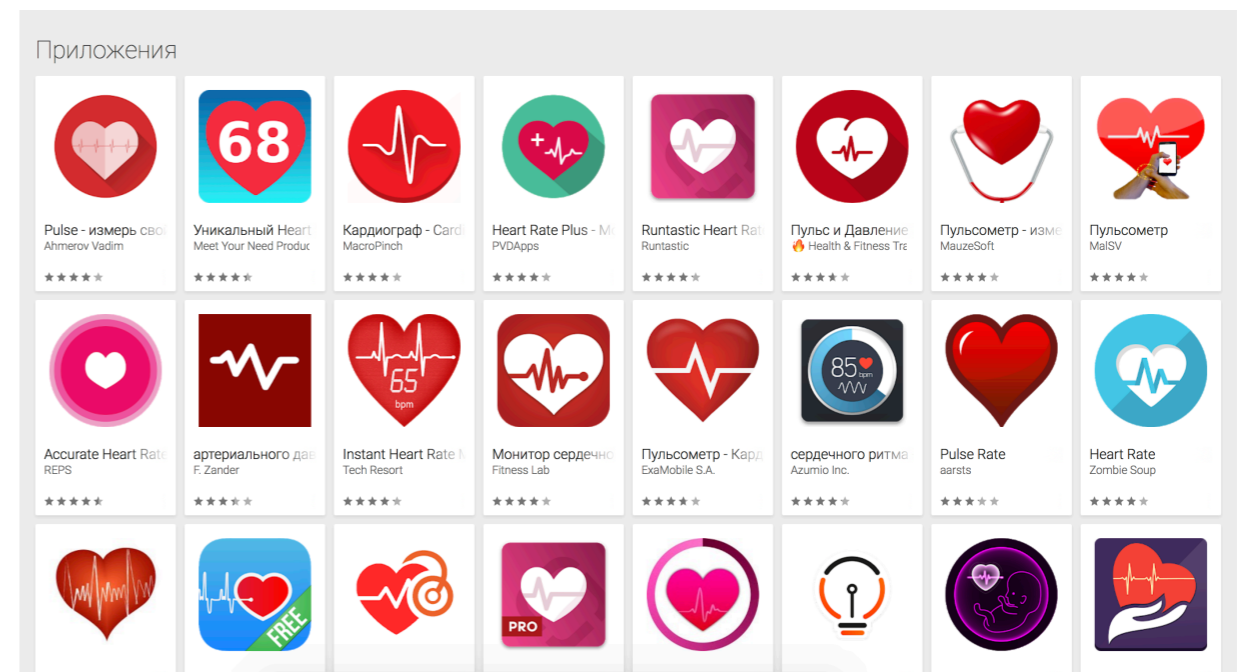 Приложения
68
Pulse - измерь сво
Ahmerov Vadim
Уникальный Heart
Meet Your Need Produc
Кардиограф - Card
MacroPinch
Heart Rate Plus - Mo
PVDApps
Runtastic Heart Rat
Runtastic
Пульс и Давление
Health & Fitness Tra
Пульсометр - изме
MauzeSoft
Пульсометр
MalSV
65
bpm
85
bpm
Accurate Heart Rate
REPS
артериального дав
F. Zander
Instant Heart Rate M
Tech Resort
Монитор сердечно
Fitness Lab
Пульсометр - Кард
ExaMobile S.A.
сердечного ритма
Azumio Inc.
Pulse Rate
aarsts
Heart Rate
Zombie Soup
FREE
PRO